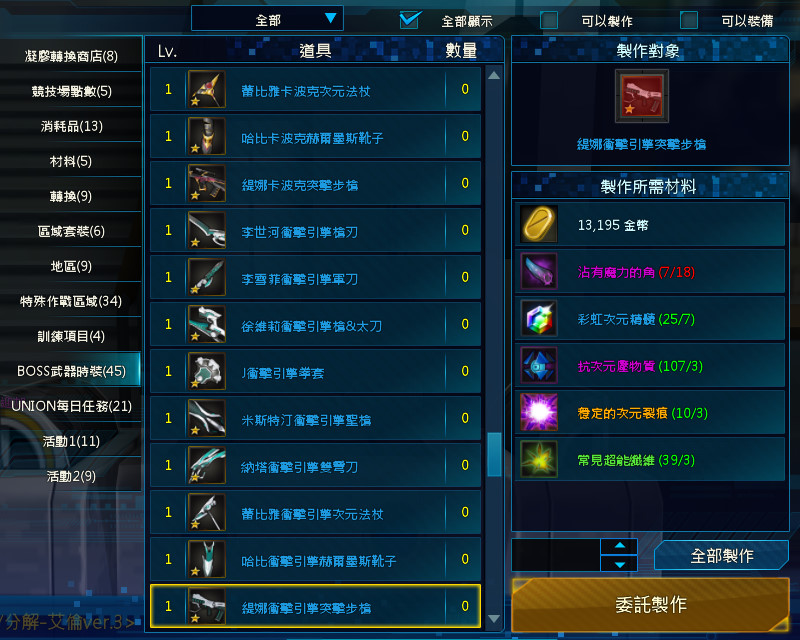 全部
全部顯示
可以製作
可以裝備
凝膠轉換商店(8)
競技場點數(5)
消耗品(13)
材料(5)
轉換(9)
區域套裝(6)
地區(9)
特殊作戰區域(34)
訓練項目(4)
BOSS武器時裝(45)
UNION每日任務(21)
活動1(11)
活動2(9)
/分解-艾倫ver.3>
Lv. 道具 數量
1 蕾比雅卡波克次元法杖 0
1 哈比卡波克赫爾墨斯靴子 0
1 緹娜卡波克突擊步槍 0
1 李世河衝擊引擎槍刃 0
1 李雪菲衝擊引擎軍刀 0
1 徐維莉衝擊引擎槍&太刀 0
1 J衝擊引擎拳套 0
1 米斯特汀衝擊引擎聖槍 0
1 納塔衝擊引擎雙彎刀 0
1 蕾比雅衝擊引擎次元法杖 0
1 哈比衝擊引擎赫爾墨斯靴子 0
1 緹娜衝擊引擎突擊步槍 0
製作對象
緹娜衝擊引擎突擊步槍
製作所需材料
13,195 金幣
沾有魔力的角 (7/18)
彩虹次元精髓 (25/7)
抗次元塵物質 (107/3)
穩定的次元裂痕 (10/3)
常見超能纖維 (39/3)
全部製作
委託製作